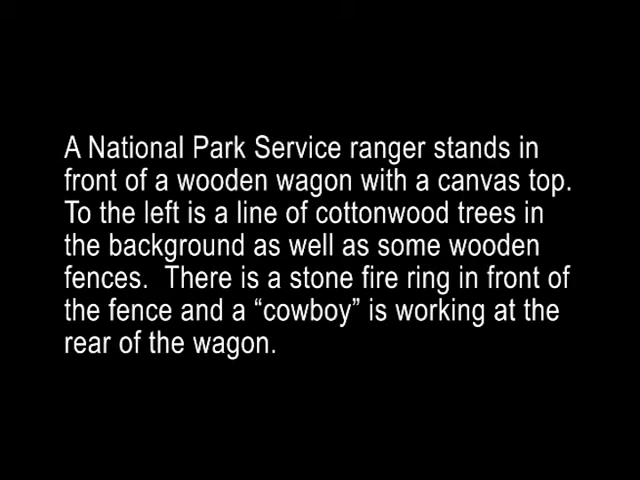 A National Park Service ranger stands in
front of a wooden wagon with a canvas top.
To the left is a line of cottonwood trees in
the background as well as some wooden
fences.  There is a stone fire ring in front of
the fence and a “cowboy” is working at the
rear of the wagon.